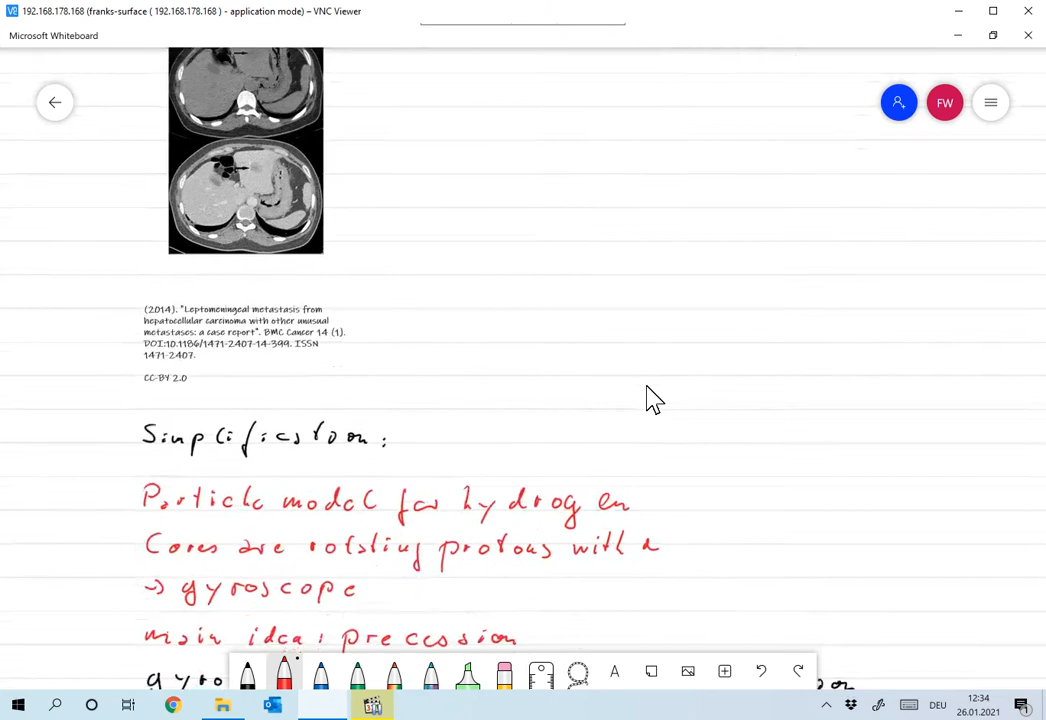 192.168.178.168 (franks-surface ( 192.168.178.168 ) - application mode) – VNC Viewer
Microsoft Whiteboard
FW
(2014). "Leptomeningeal metastasis from
hepatocellular carcinoma with other unusual
metastases: a case report". BMC Cancer 14 (1).
DOI:10.1186/1471-2407-14-399. ISSN
1471-2407.
CC-BY 2.0
Simplification:
Particle model for hydrogen
Cores are rotating protons with a
→ gyroscope
main idea: precession
gyro
on
A
DEU
12:34
26.01.2021
1